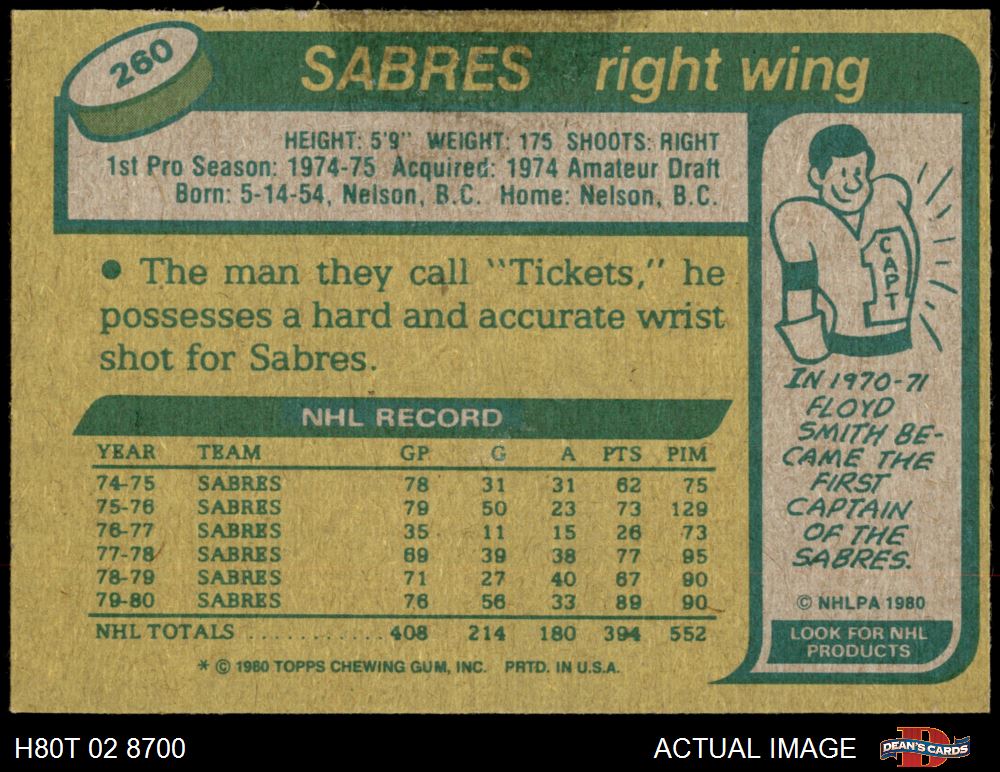 260
SABRES right wing
HEIGHT: 5'9" WEIGHT: 175 SHOOTS: RIGHT
1st Pro Season: 1974-75 Acquired: 1974 Amateur Draft
Born: 5-14-54, Nelson, B.C. Home: Nelson, B.C.
• The man they call "Tickets," he
possesses a hard and accurate wrist
shot for Sabres.
NHL RECORD
YEAR TEAM GP G A PTS PIM
74-75 SABRES 78 31 31 62 75
75-76 SABRES 79 50 23 73 129
76-77 SABRES 35 11 15 26 73
77-78 SABRES 69 39 38 77 95
78-79 SABRES 71 27 40 67 90
79-80 SABRES 76 56 33 89 90
NHL TOTALS .......... 408 214 180 394 552
* © 1980 TOPPS CHEWING GUM, INC. PRTD. IN U.S.A.
1
CAPT
IN 1970-71
FLOYD
SMITH BE-
CAME THE
FIRST
CAPTAIN
OF THE
SABRES.
© NHLPA 1980
LOOK FOR NHL
PRODUCTS
H80T 02 8700
ACTUAL IMAGE
D
DEAN'S CARDS